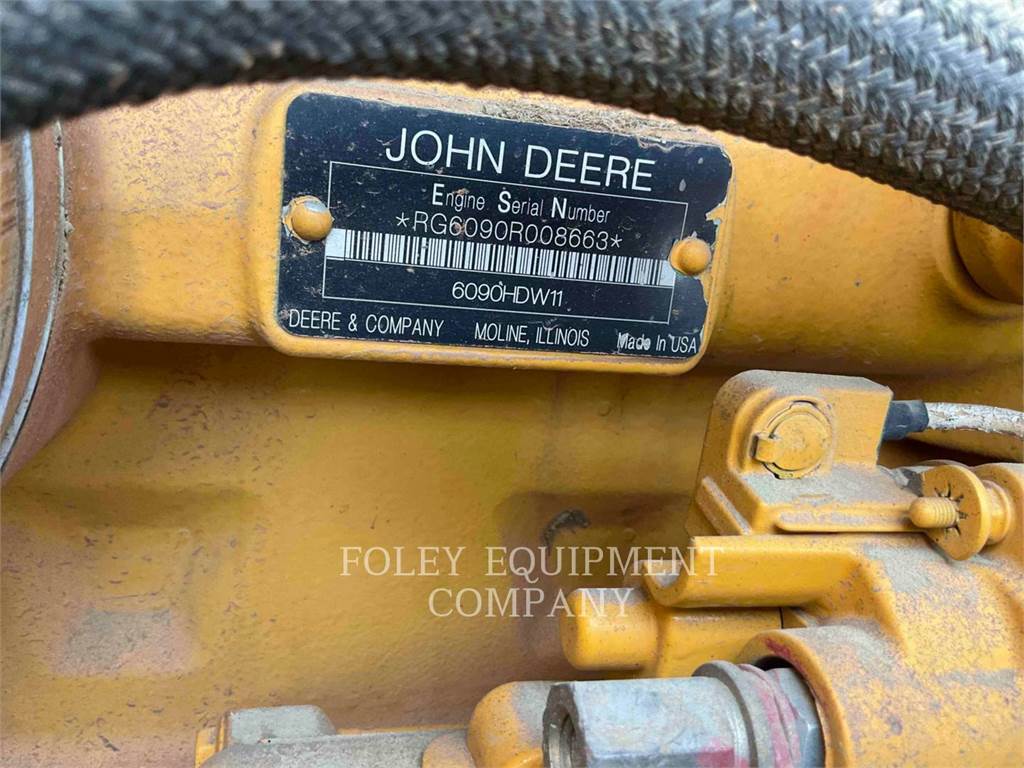 JOHN DEERE
Engine Serial Number
*RG6090R008663*
6090HDW11
DEERE & COMPANY MOLINE, ILLINOIS Made In USA
FOLEY EQUIPMENT
COMPANY